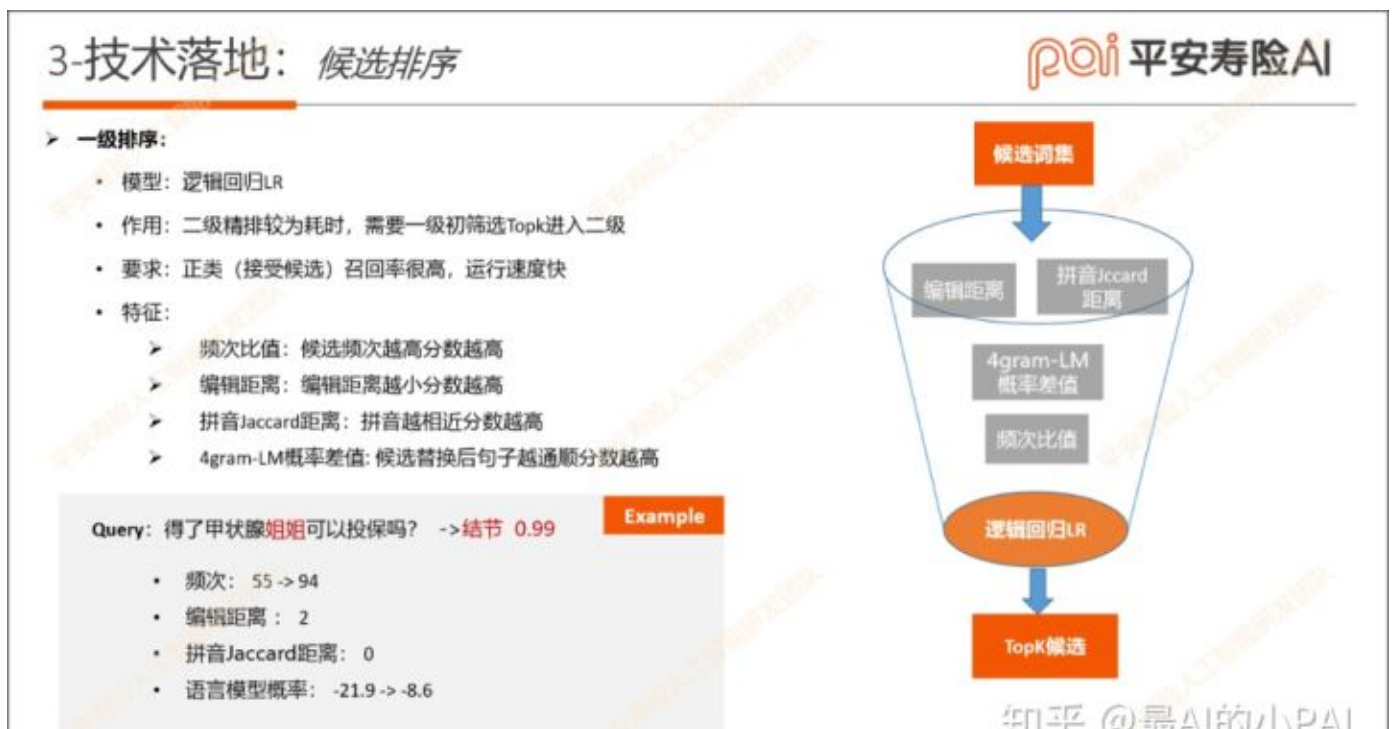 3-技术落地：候选排序
pai 平安寿险AI
➢ 一级排序：
• 模型：逻辑回归LR
• 作用：二级精排较为耗时，需要一级初筛选Topk进入二级
• 要求：正类（接受候选）召回率很高，运行速度快
• 特征：
➢ 频次比值：候选频次越高分数越高
➢ 编辑距离：编辑距离越小分数越高
➢ 拼音Jaccard距离：拼音越相近分数越高
➢ 4gram-LM概率差值: 候选替换后句子越通顺分数越高
Example
Query：得了甲状腺姐姐可以投保吗？ ->结节 0.99
• 频次： 55 -> 94
• 编辑距离： 2
• 拼音Jaccard距离： 0
• 语言模型概率： -21.9 -> -8.6
候选词集
编辑距离
拼音Jccard
距离
4gram-LM
概率差值
频次比值
逻辑回归LR
TopK候选
知乎 @最AI的小PAI